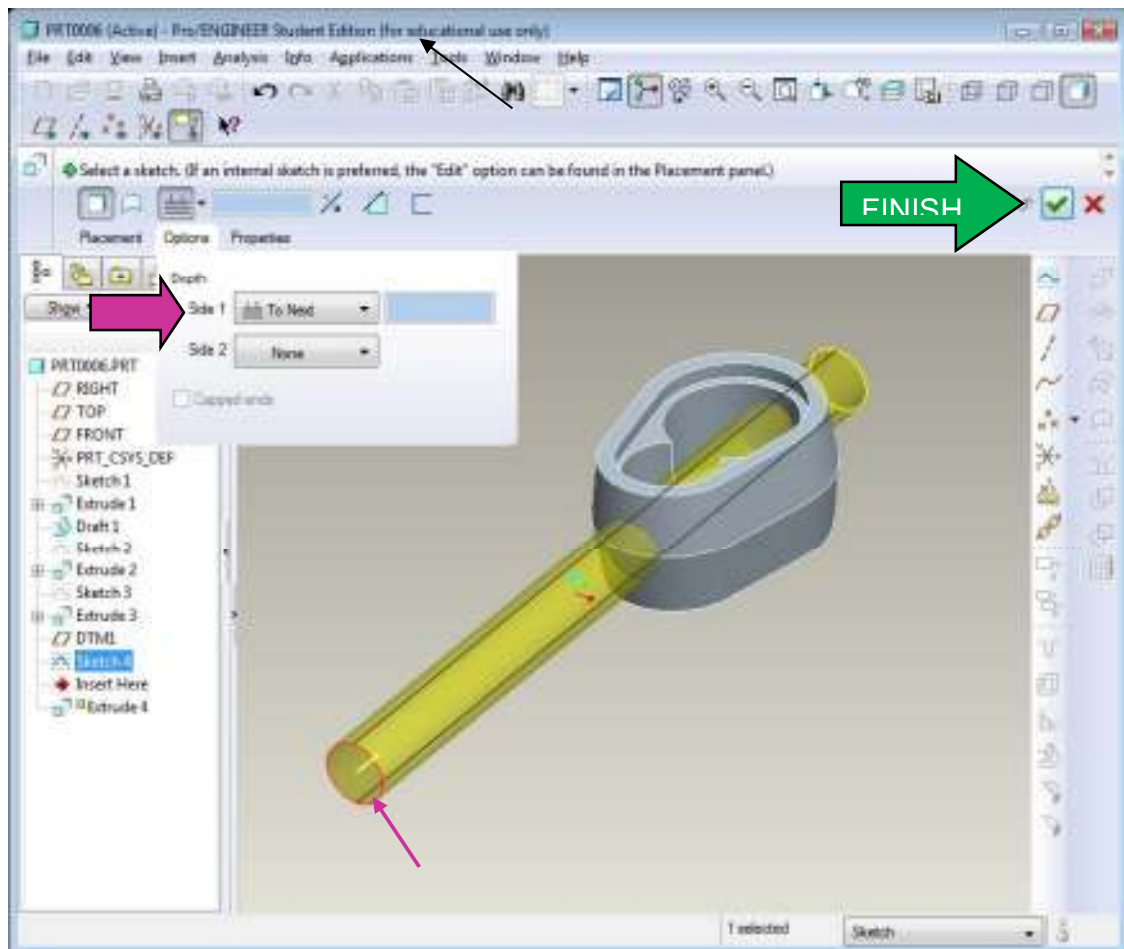 PRT0006 (Active) - Pro/ENGINEER Student Edition (for educational use only)
File Edit View Insert Analysis Info Applications Tools Window Help
Select a sketch. (If an internal sketch is preferred, the "Edit" option can be found in the Placement panel.)
FINISH
Placement Options Properties
Depth
Show
Side 1 To Next
Side 2 None
Capped ends
PRT0006.PRT
RIGHT
TOP
FRONT
PRT_CSYS_DEF
Sketch 1
Extrude 1
Draft 1
Sketch 2
Extrude 2
Sketch 3
Extrude 3
DTM1
Sketch 4
Insert Here
Extrude 4
1 selected Sketch